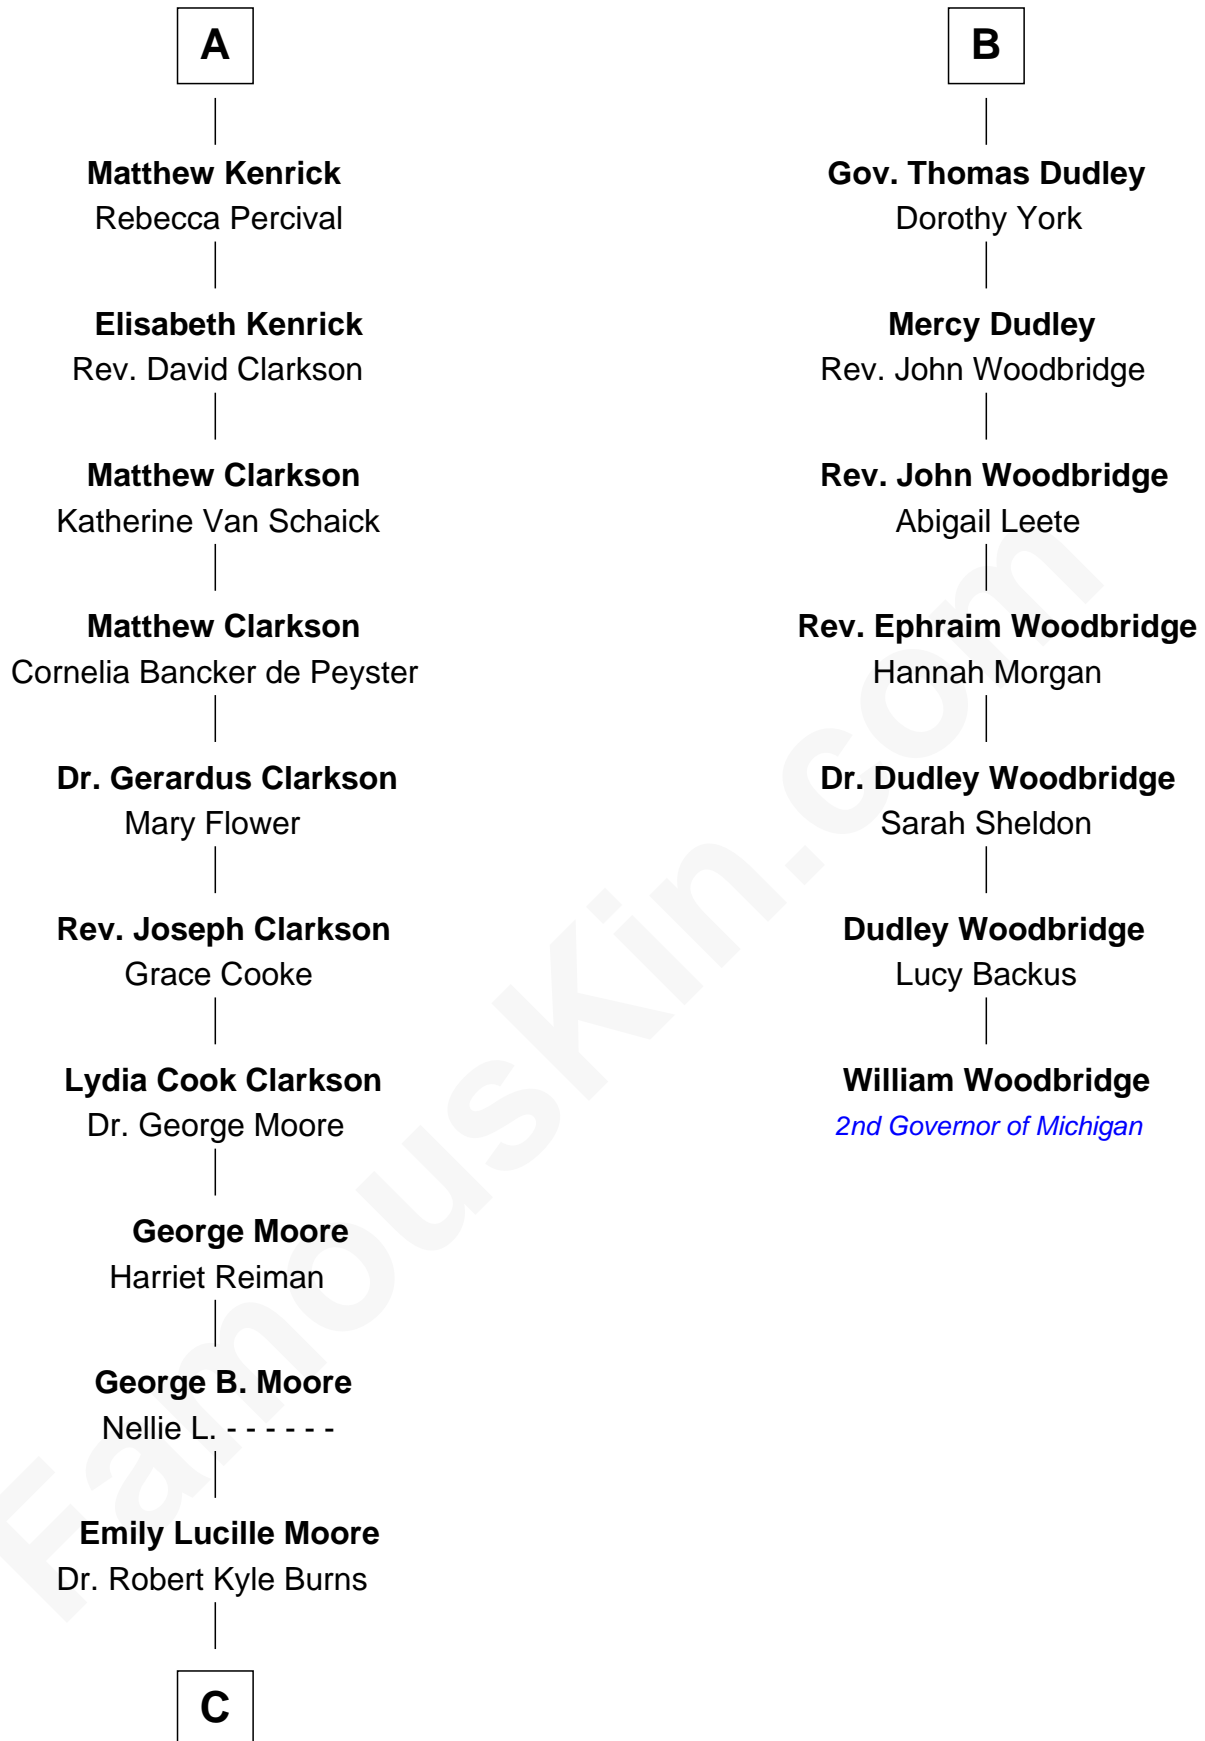 A
Matthew Kenrick
Rebecca Percival
Elisabeth Kenrick
Rev. David Clarkson
Matthew Clarkson
Katherine Van Schaick
Matthew Clarkson
Cornelia Bancker de Peyster
Dr. Gerardus Clarkson
Mary Flower
Rev. Joseph Clarkson
Grace Cooke
Lydia Cook Clarkson
Dr. George Moore
George Moore
Harriet Reiman
George B. Moore
Nellie L. - - - - - -
Emily Lucille Moore
Dr. Robert Kyle Burns
C
B
Gov. Thomas Dudley
Dorothy York
Mercy Dudley
Rev. John Woodbridge
Rev. John Woodbridge
Abigail Leete
Rev. Ephraim Woodbridge
Hannah Morgan
Dr. Dudley Woodbridge
Sarah Sheldon
Dudley Woodbridge
Lucy Backus
William Woodbridge
2nd Governor of Michigan
FamousKin.com